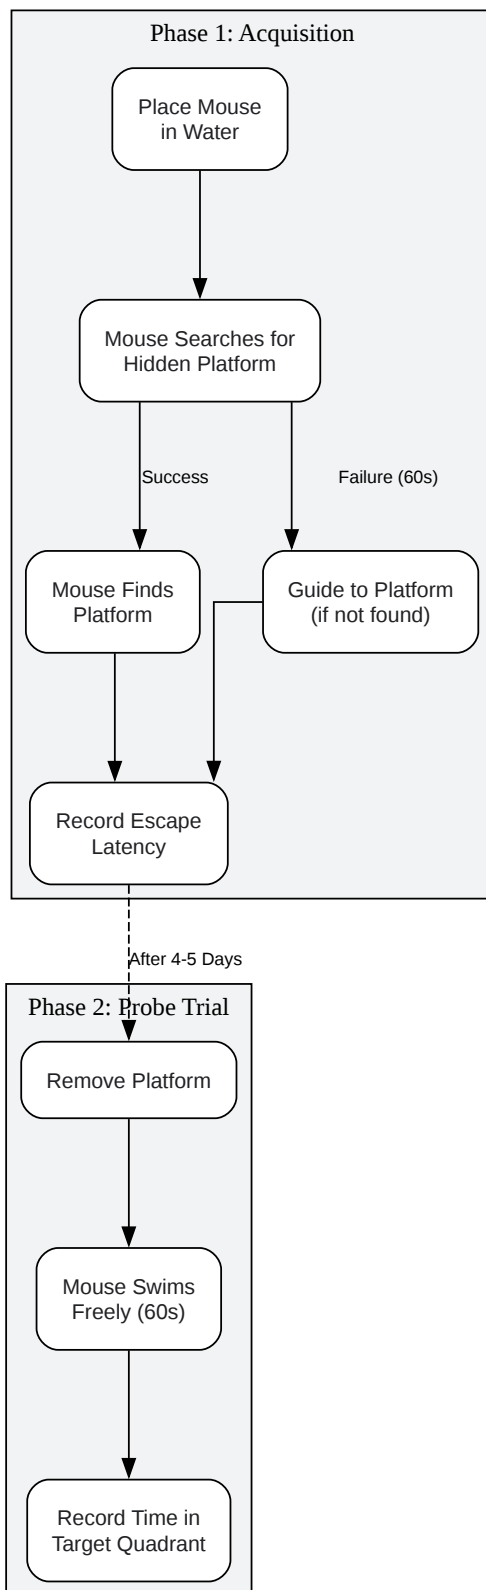 Phase 1: Acquisition
Place Mouse
in Water
Mouse Searches for
Hidden Platform
Success
Failure (60s)
Mouse Finds
Platform
Guide to Platform
(if not found)
Record Escape
Latency
After 4-5 Days
Phase 2: Probe Trial
Remove Platform
Mouse Swims
Freely (60s)
Record Time in
Target Quadrant